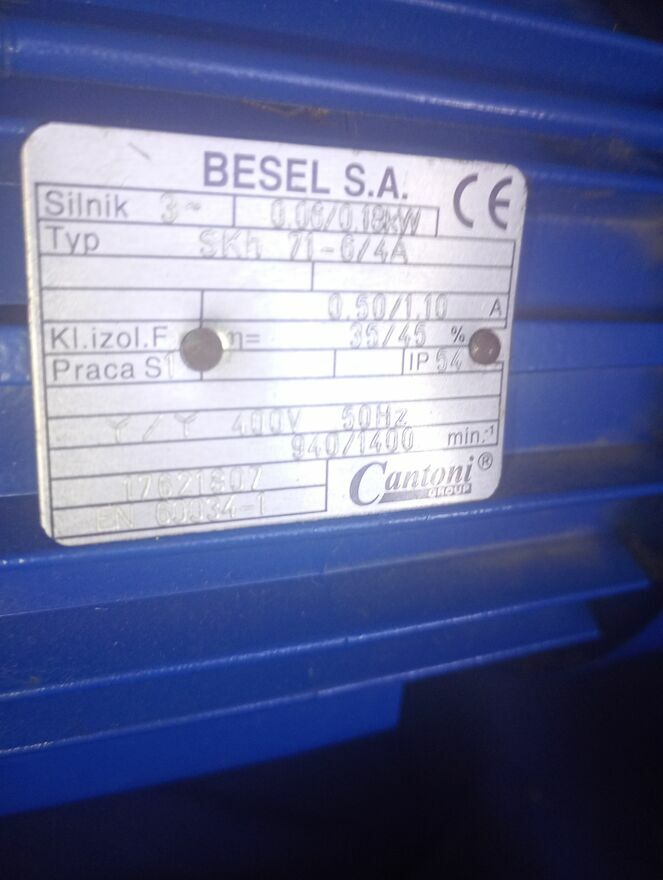 BESEL S.A.
CE
Silnik 3~ 0.06/0.18kW
Typ SKh 71-6/4A
0.50/1.10 A
Kl.izol.F m= 35/45 %
Praca S1 IP 54
Y / Y 400V 50Hz
940/1400 min.-1
Cantoni®
GROUP
EN 60034-1